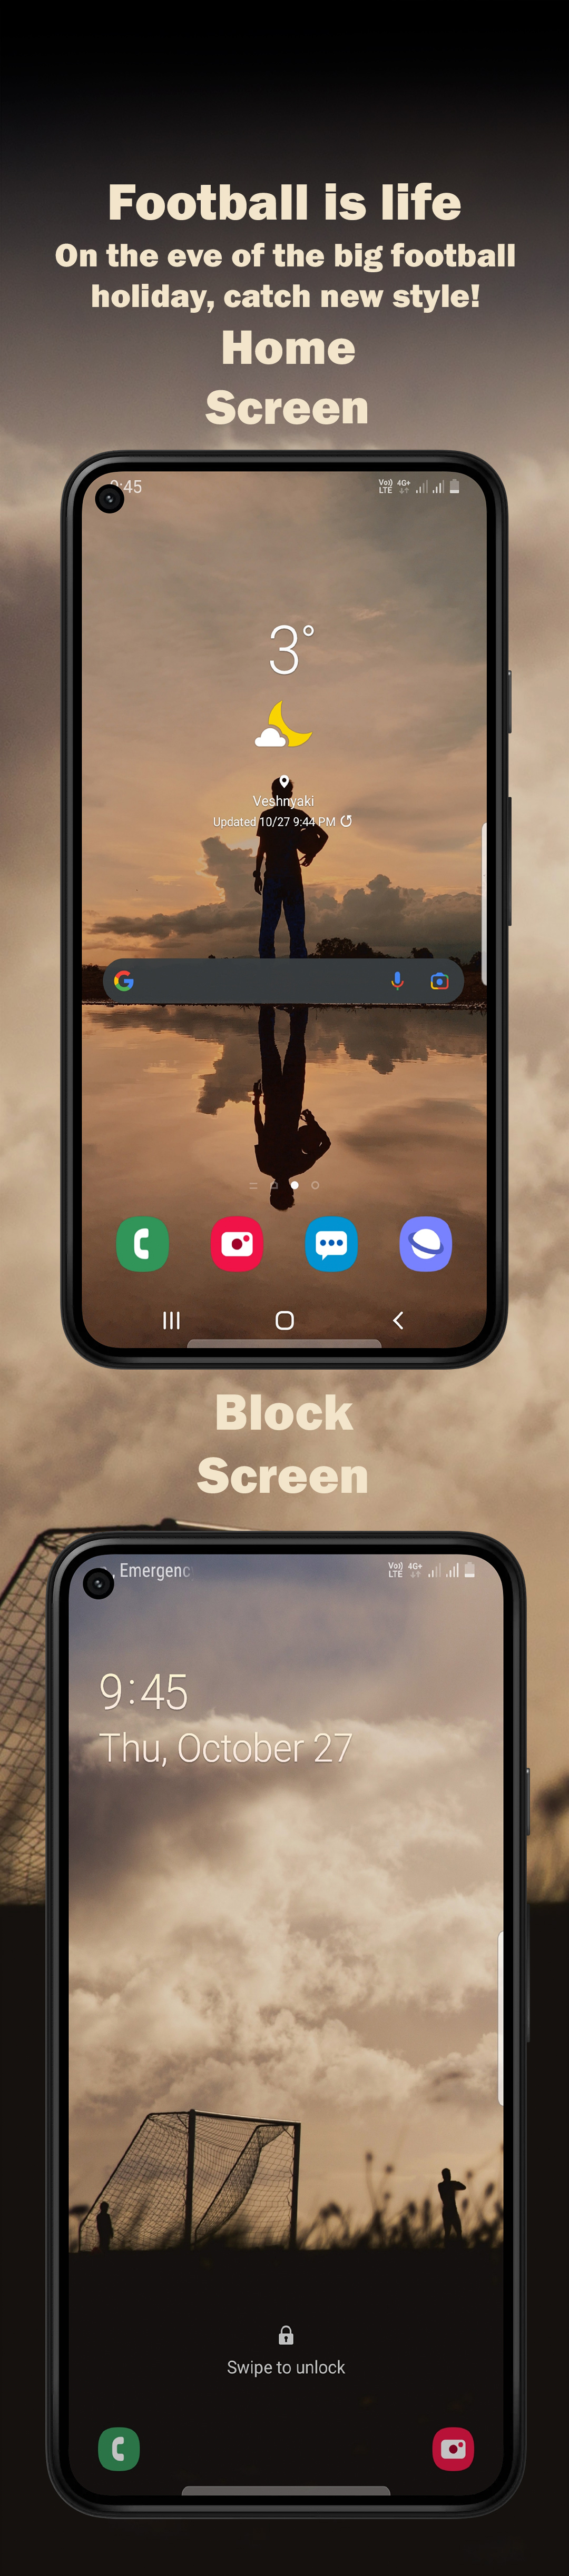 Football is life
On the eve of the big football
holiday, catch new style!
Home
Screen
:45
Vo)) 4G+
LTE
3°
Veshnyaki
Updated 10/27 9:44 PM
Block
Screen
, Emergenc
Vo)) 4G+
LTE
9:45
Thu, October 27
Swipe to unlock